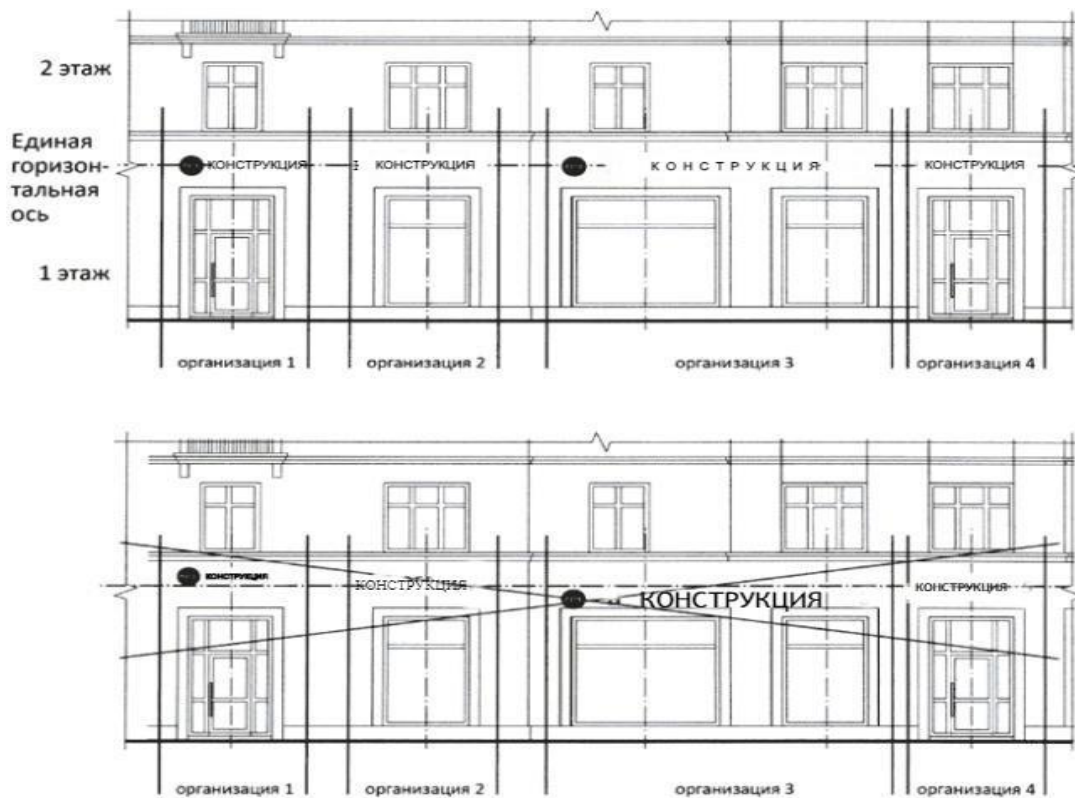 2 этаж
Единая
горизон-
тальная
ось
КОНСТРУКЦИЯ КОНСТРУКЦИЯ КОНСТРУКЦИЯ КОНСТРУКЦИЯ
1 этаж
организация 1 организация 2 организация 3 организация 4
КОНСТРУКЦИЯ КОНСТРУКЦИЯ КОНСТРУКЦИЯ КОНСТРУКЦИЯ
организация 1 организация 2 организация 3 организация 4